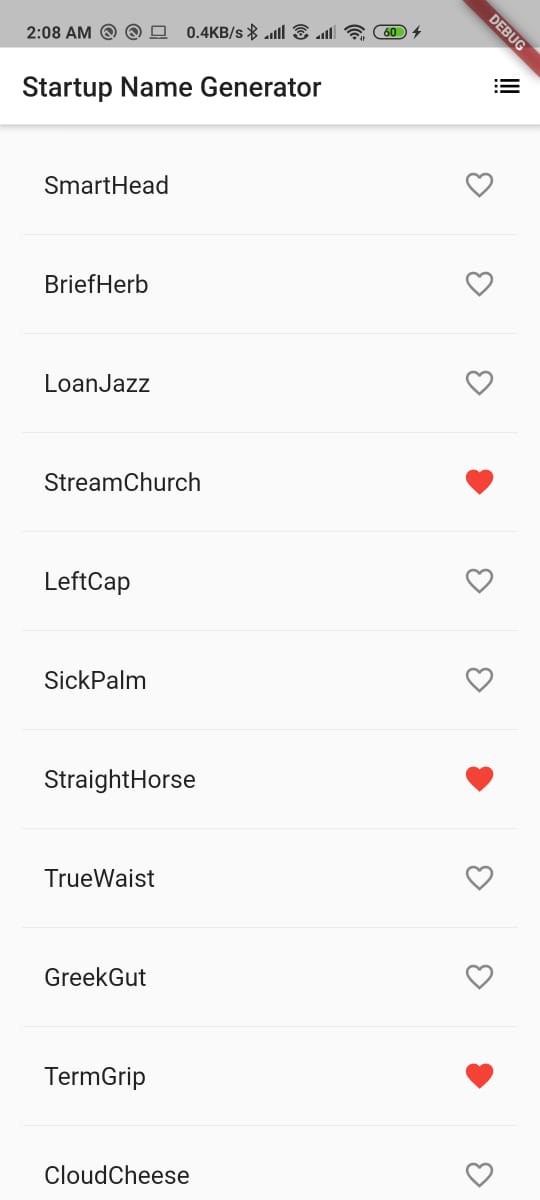 2:08 AM 0.4KB/s 60
DEBUG
Startup Name Generator
SmartHead
BriefHerb
LoanJazz
StreamChurch
LeftCap
SickPalm
StraightHorse
TrueWaist
GreekGut
TermGrip
CloudCheese